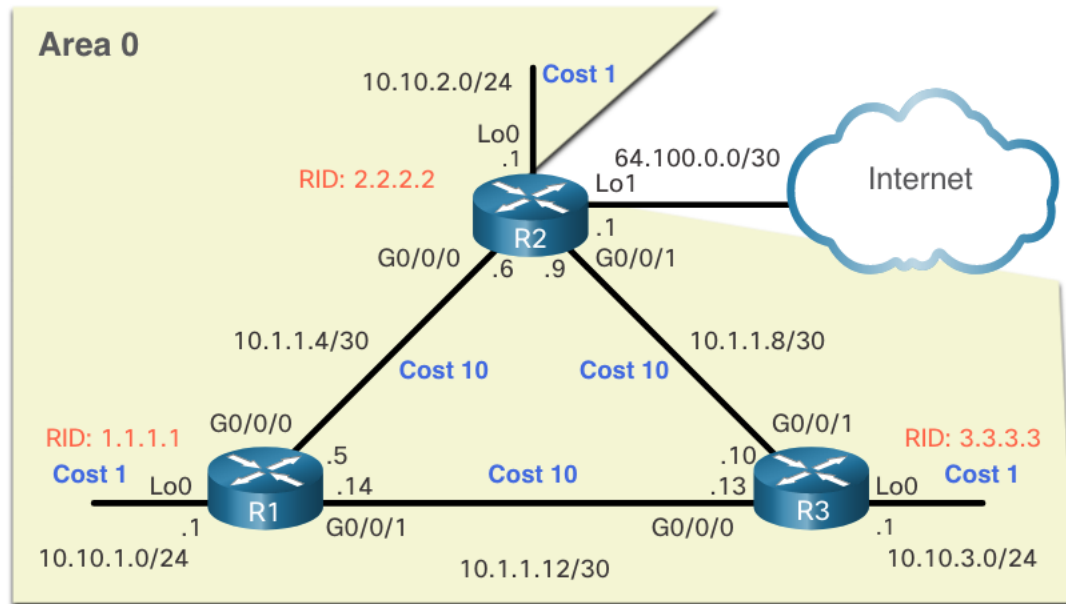 Area 0
10.10.2.0/24
Cost 1
Lo0
.1
64.100.0.0/30
Internet
RID: 2.2.2.2
Lo1
R2
.1
G0/0/0
.6
.9
G0/0/1
10.1.1.4/30
10.1.1.8/30
Cost 10
Cost 10
G0/0/0
G0/0/1
RID: 1.1.1.1
RID: 3.3.3.3
.5
.10
Cost 1
Cost 10
Cost 1
Lo0
.14
.13
Lo0
R1
R3
.1
G0/0/1
G0/0/0
.1
10.10.1.0/24
10.1.1.12/30
10.10.3.0/24